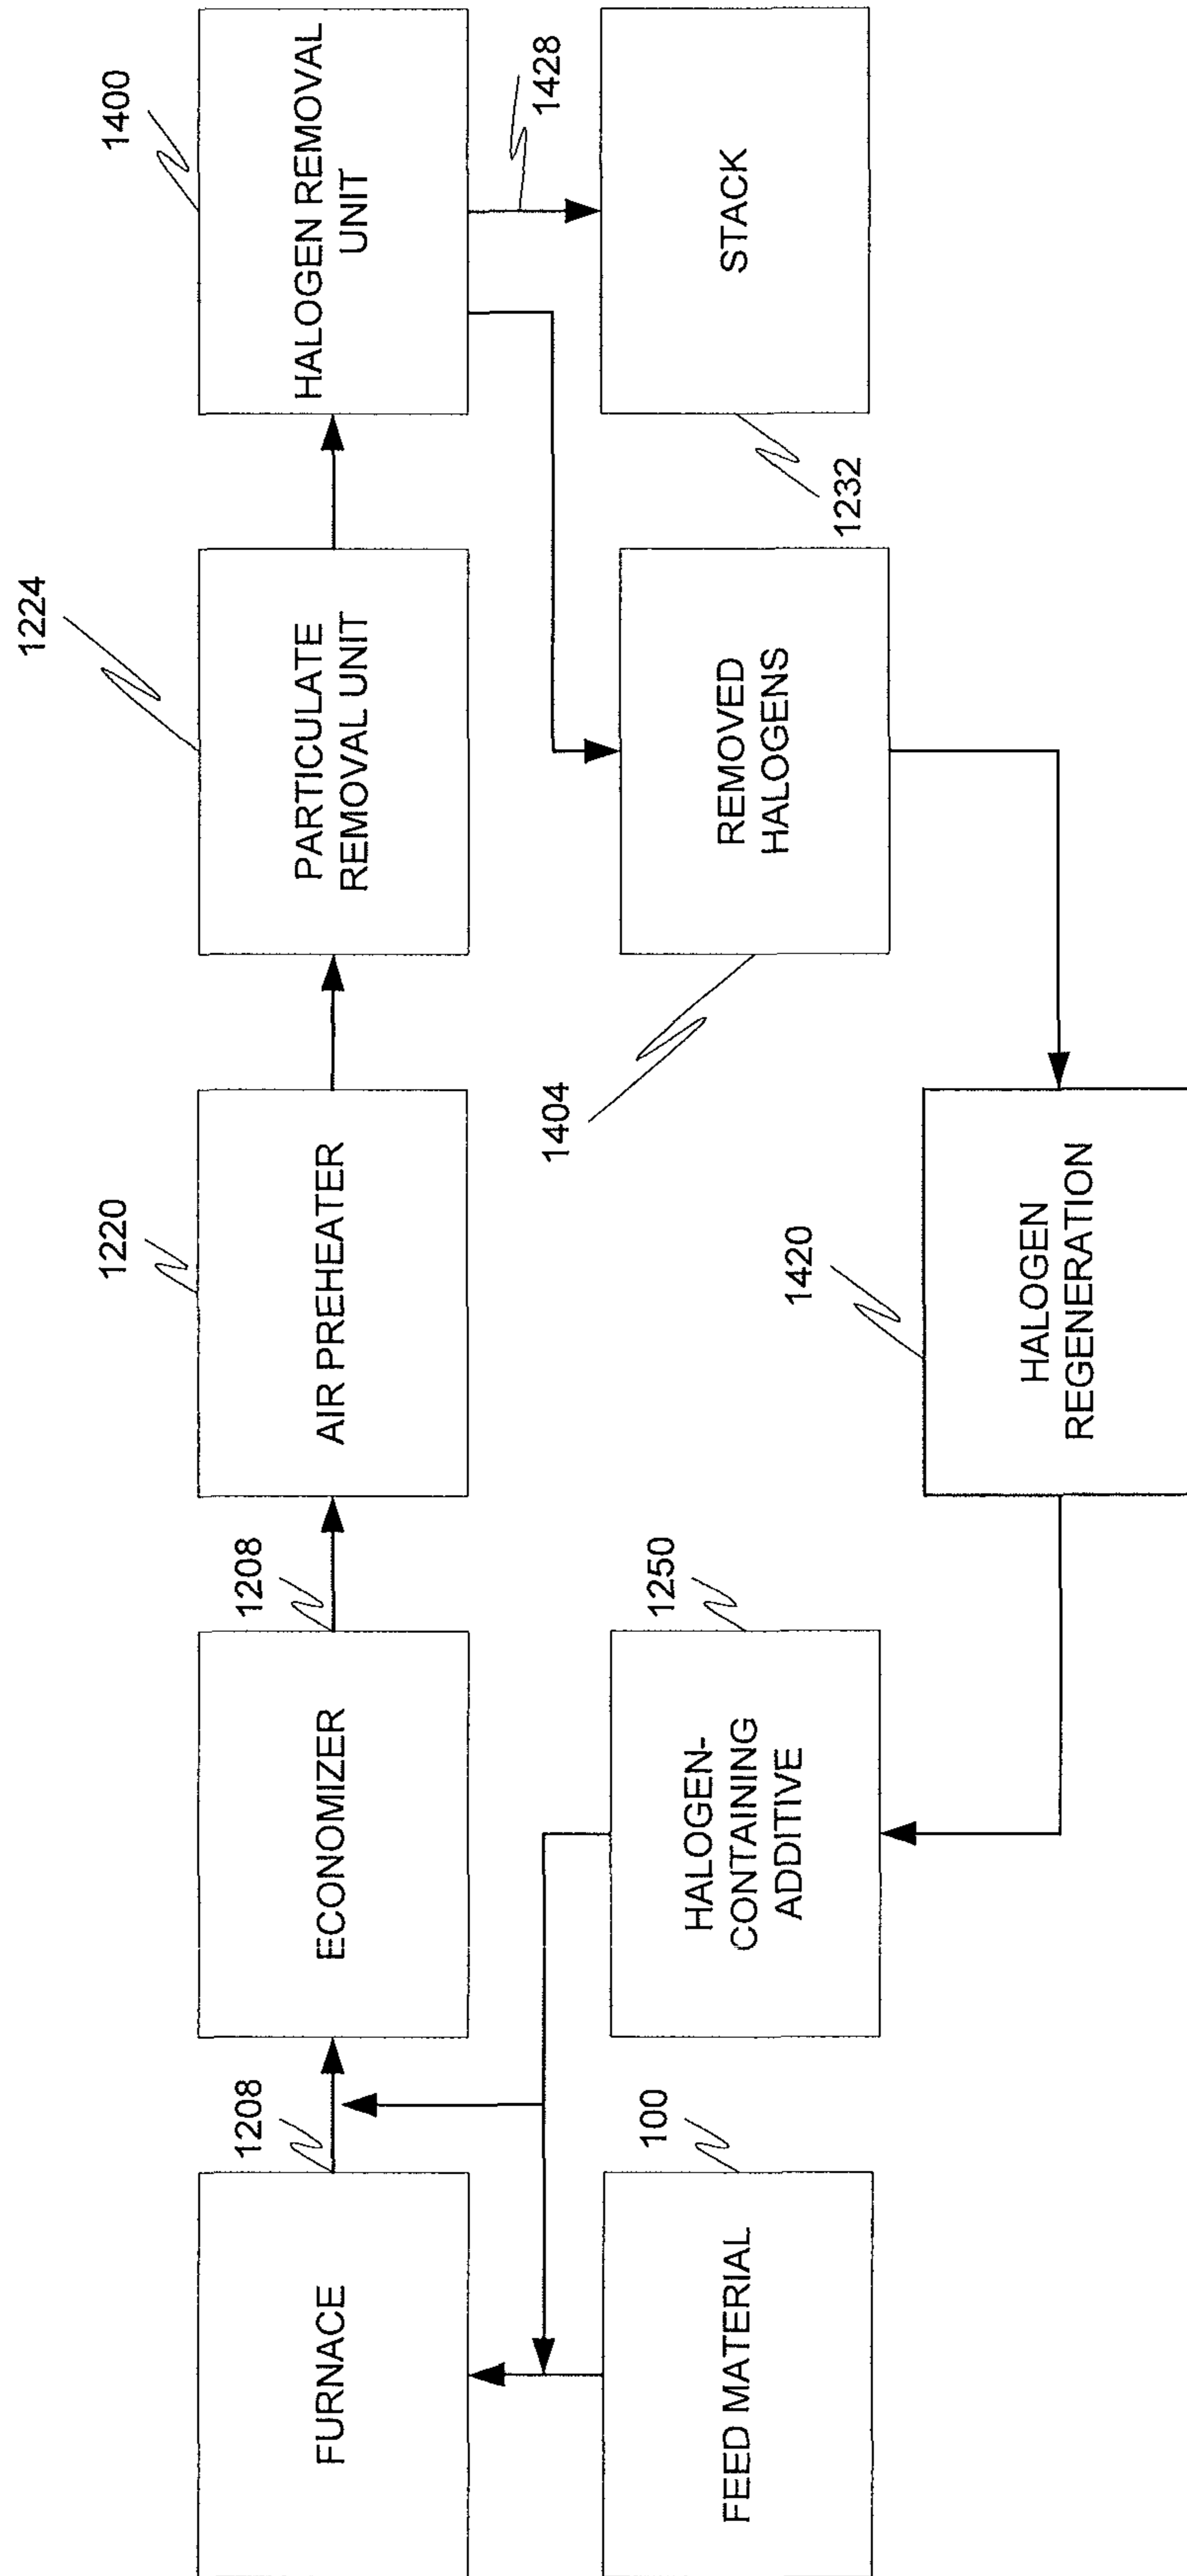 1400
HALOGEN REMOVAL
UNIT
1428
STACK
1232
1224
PARTICULATE
REMOVAL UNIT
REMOVED
HALOGENS
1404
1220
AIR PREHEATER
1420
HALOGEN
REGENERATION
1208
ECONOMIZER
1250
HALOGEN-
CONTAINING
ADDITIVE
1208
FURNACE
100
FEED MATERIAL